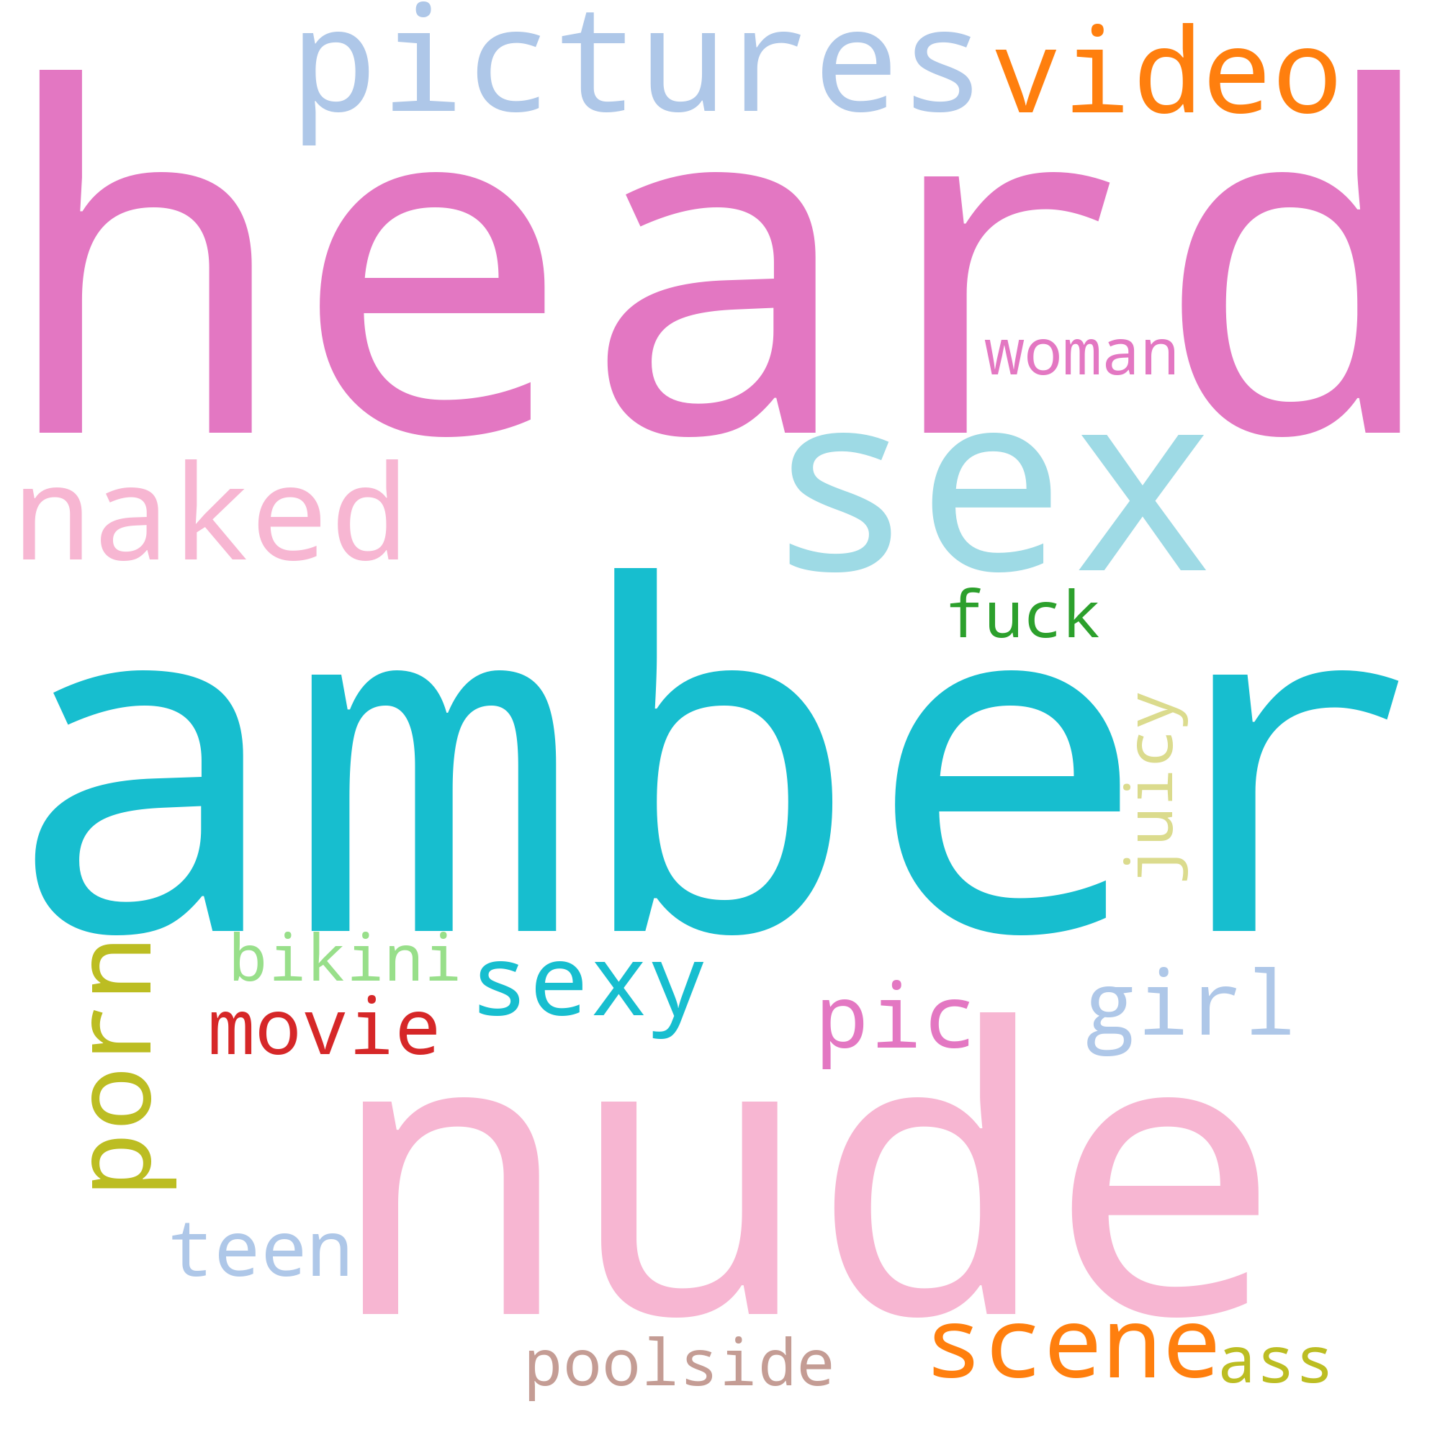 pictures video
heard
woman
naked sex
fuck
amber
juicy
porn
bikini sexy
movie pic girl
nude
teen
poolside scene ass